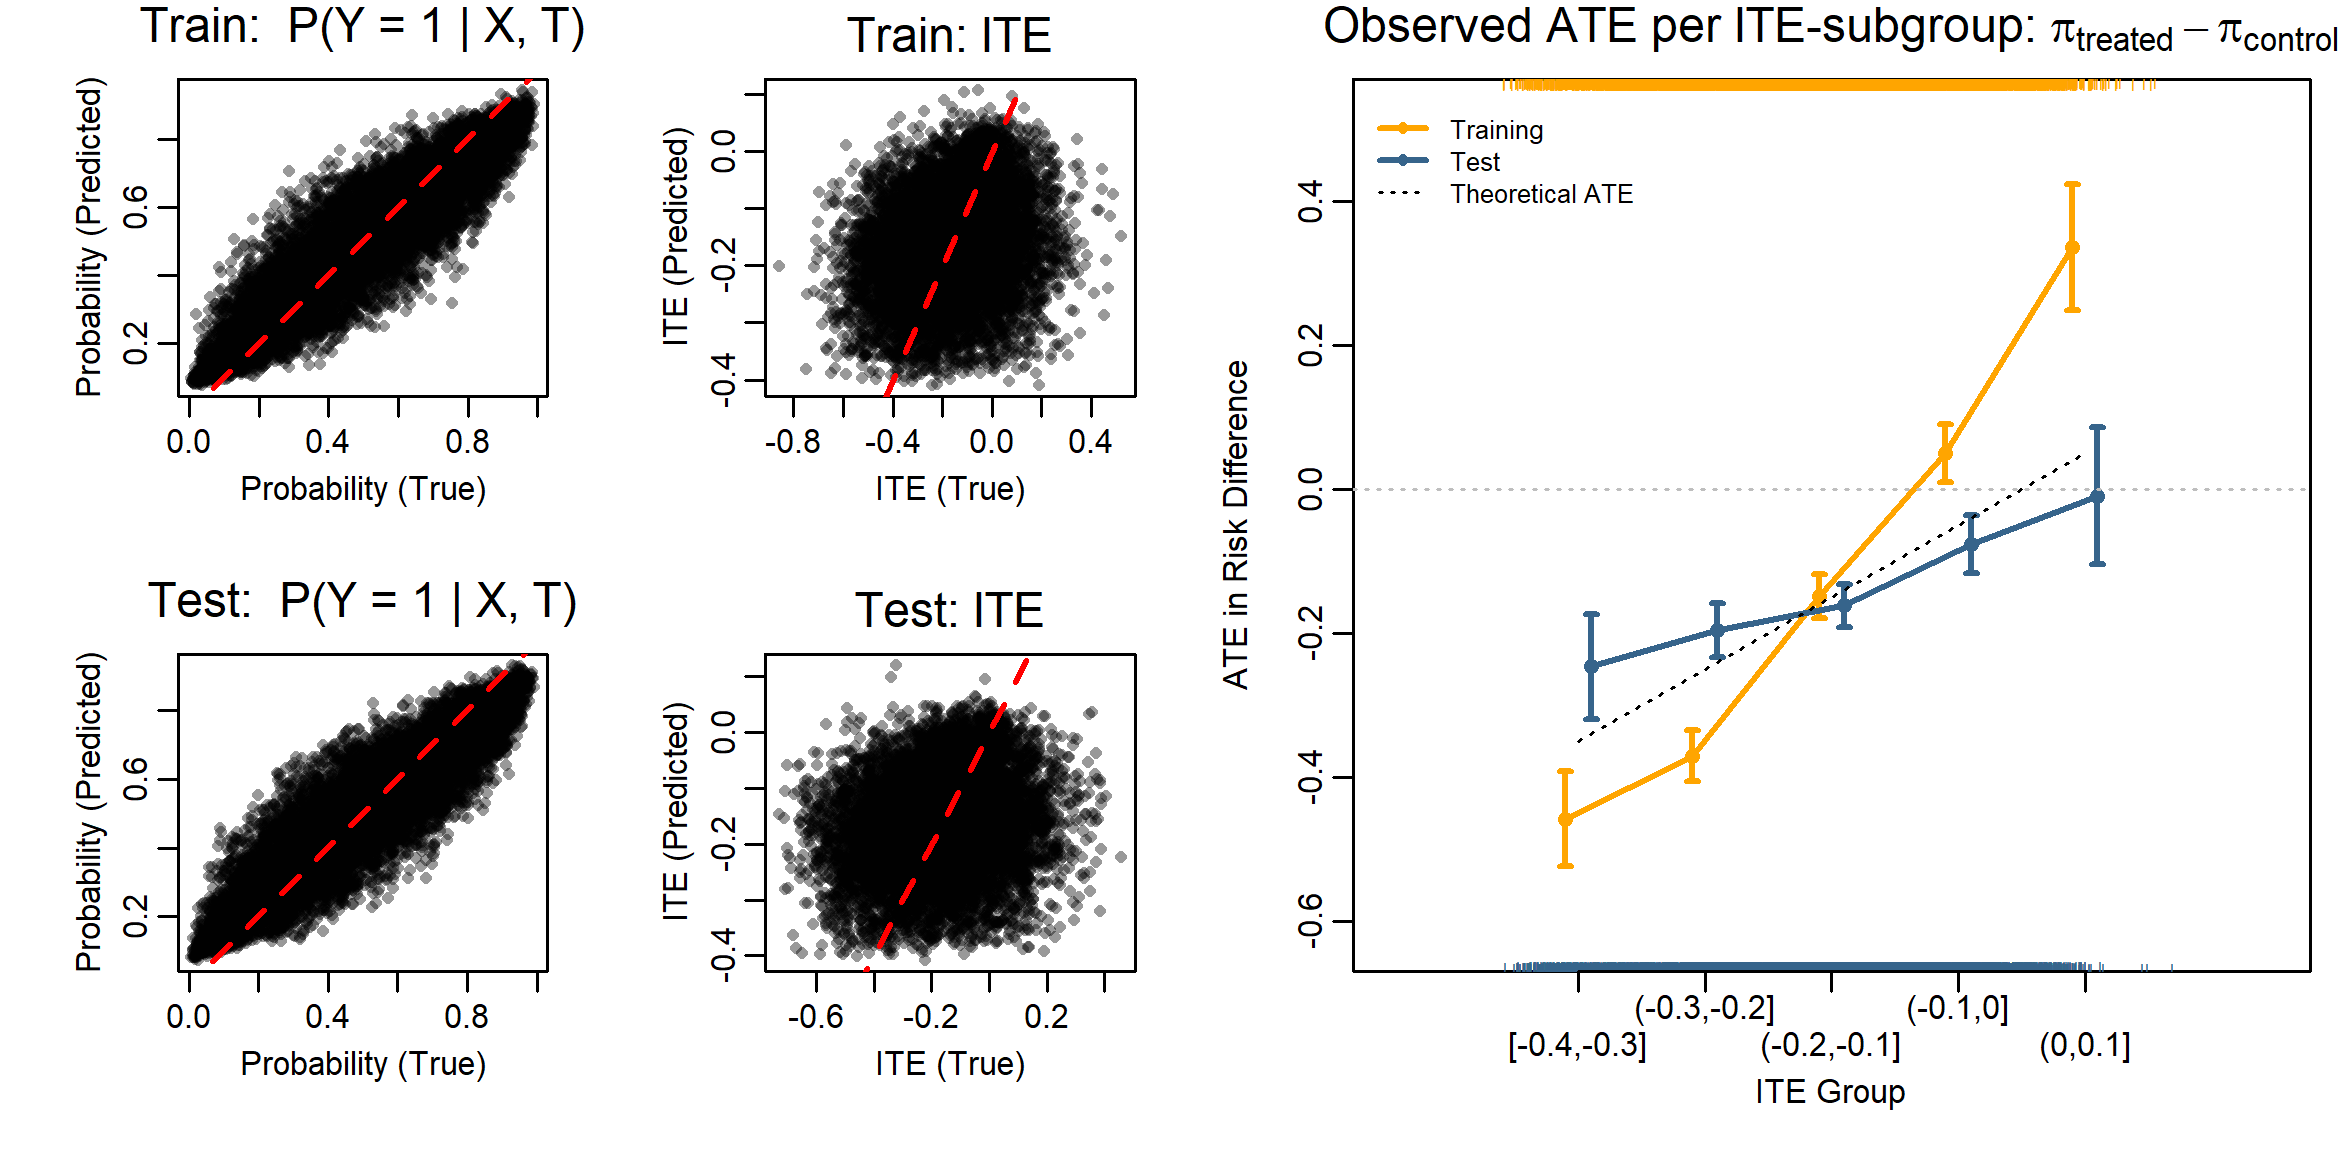 Train:  P(Y = 1 | X, T)
Probability (Predicted)
0.2
0.6
0.0
0.4
0.8
Probability (True)
Train: ITE
ITE (Predicted)
-0.4
-0.2
0.0
-0.8
-0.4
0.0
0.4
ITE (True)
Test:  P(Y = 1 | X, T)
Probability (Predicted)
0.2
0.6
0.0
0.4
0.8
Probability (True)
Test: ITE
ITE (Predicted)
-0.4
-0.2
0.0
-0.6
-0.2
0.2
ITE (True)
Observed ATE per ITE-subgroup: πtreated − πcontrol
Training
Test
Theoretical ATE
ATE in Risk Difference
-0.6
-0.4
-0.2
0.0
0.2
0.4
(-0.3,-0.2]
(-0.1,0]
[-0.4,-0.3]
(-0.2,-0.1]
(0,0.1]
ITE Group